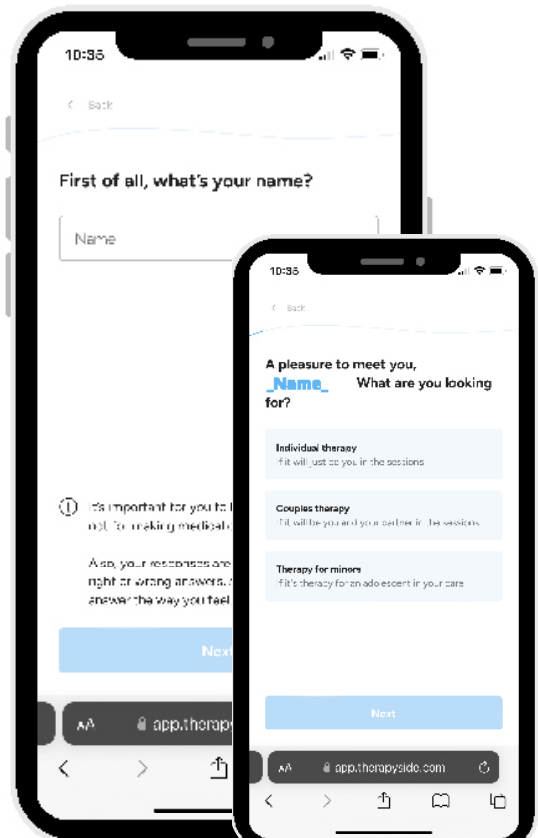 10:35
Back
First of all, what's your name?
Name
It's important for you to
not for making medical
Also, your responses are
right or wrong answers.
answer the way you feel
Next
AA app.therapy
10:35
Back
A pleasure to meet you,
_Name_ What are you looking
for?
Individual therapy
If it will just be you in the sessions
Couples therapy
If it will be you and your partner in the sessions
Therapy for minors
If it's therapy for an adolescent in your care
Next
AA app.therapyside.com